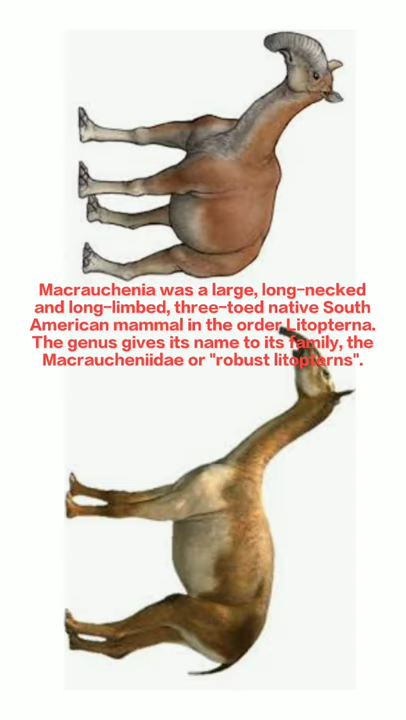 Macrauchenia was a large, long-necked
and long-limbed, three-toed native South
American mammal in the order Litopterna.
The genus gives its name to its family, the
Macraucheniidae or "robust litopterns".